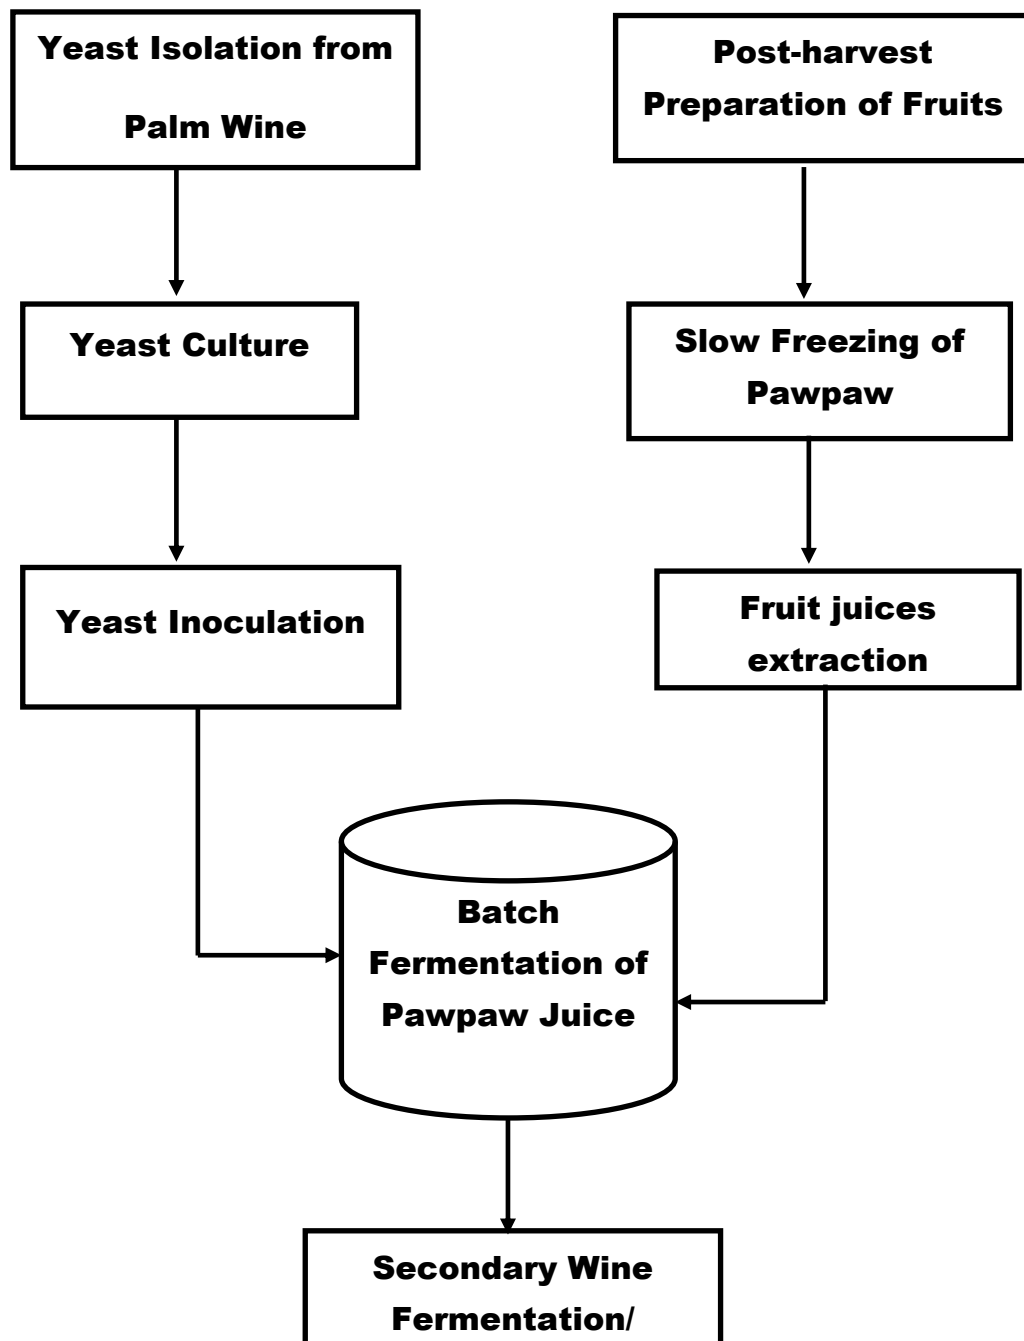 Yeast Isolation from
Palm Wine
Post-harvest
Preparation of Fruits
Yeast Culture
Slow Freezing of
Pawpaw
Yeast Inoculation
Fruit juices
extraction
Batch
Fermentation of
Pawpaw Juice
Secondary Wine
Fermentation/